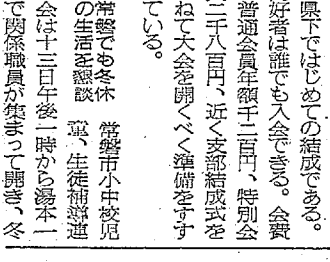 県下ではじめての結成である。
好者は誰でも入会できる。会費
普通会員年額千二百円、特別会
二千八百円、近く支部結成式を
ねて大会を開くべく準備をすす
ている。
常磐でも冬休
の生活を懇談
常磐市小中校児
童、生徒補導連
会は十三日午後一時から湯本一
で関係職員が集まって開き、冬